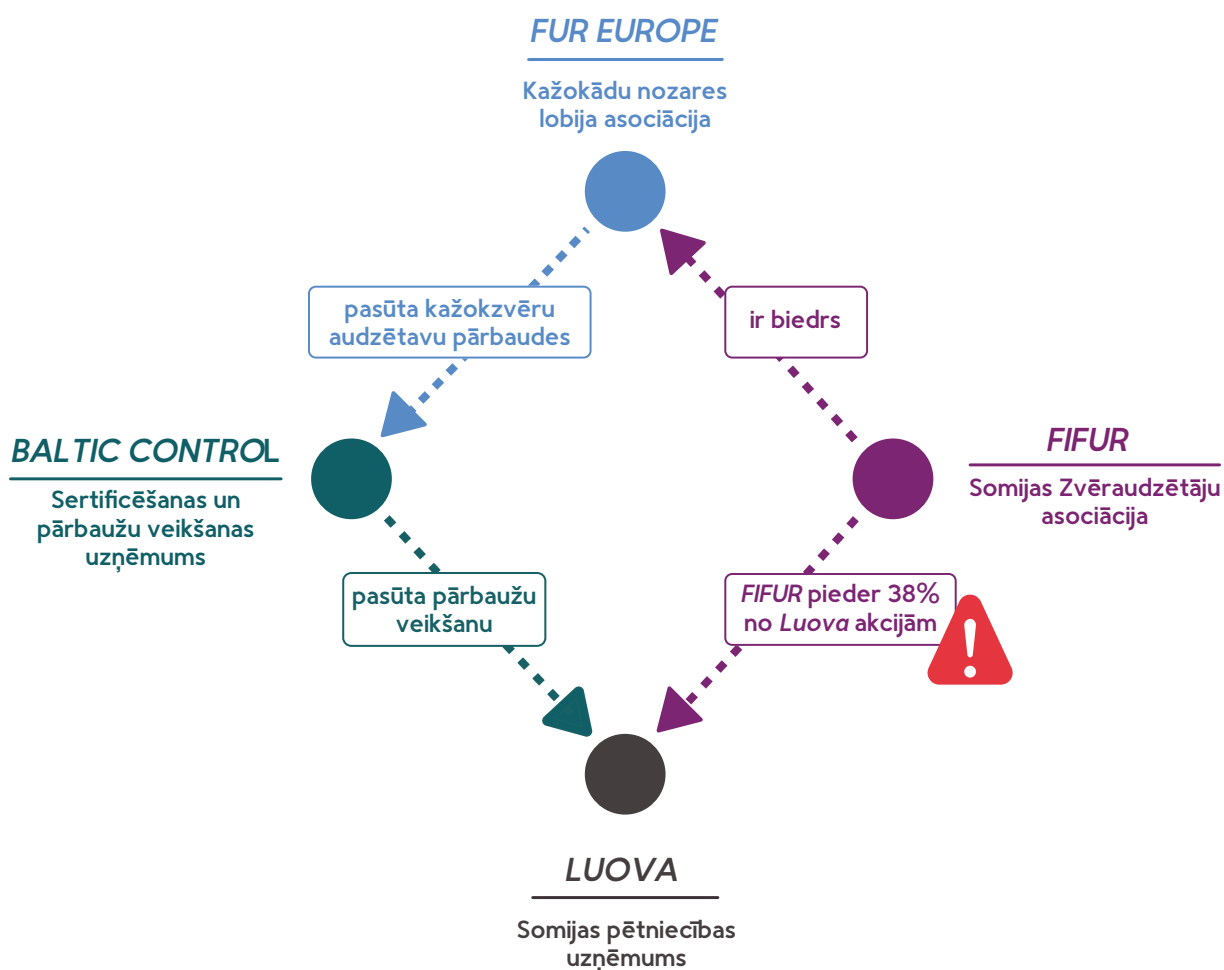 FUR EUROPE
Kažokādu nozares
lobija asociācija
pasūta kažokzvēru
audzētavu pārbaudes
ir biedrs
BALTIC CONTROL
Sertificēšanas un
pārbaužu veikšanas
uzņēmums
FIFUR
Somijas Zvēraudzētāju
asociācija
pasūta pārbaužu
veikšanu
FIFUR pieder 38%
no Luova akcijām
!
LUOVA
Somijas pētniecības
uzņēmums